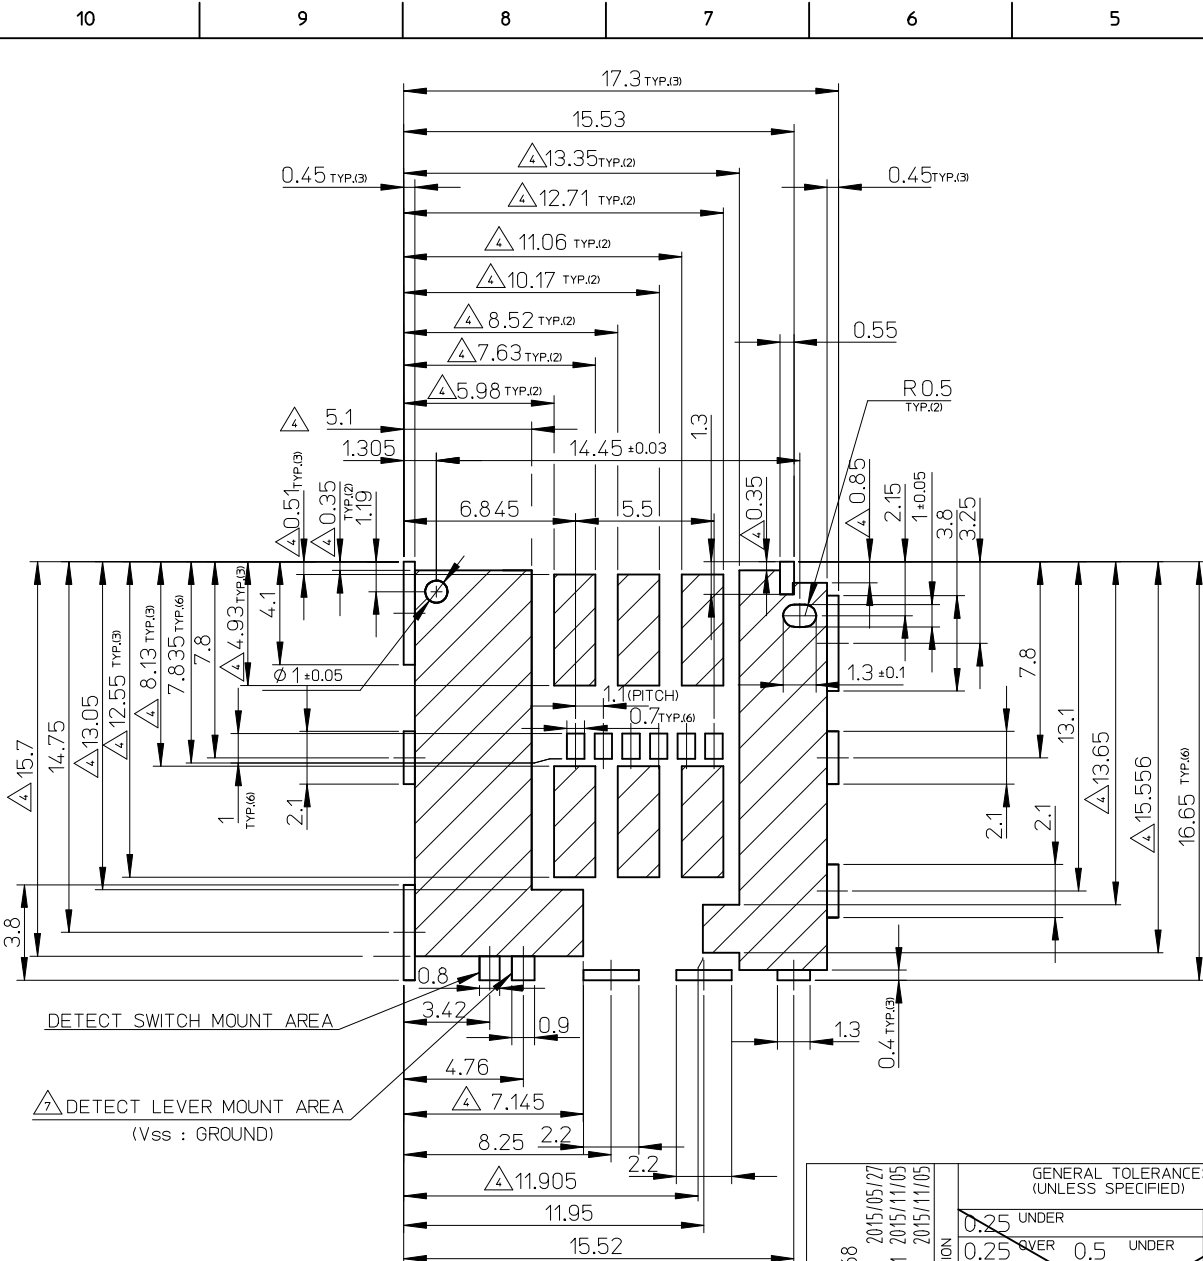 10 9 8 7 6 5
17.3 TYP.(3)
15.53
4 13.35 TYP.(2)
0.45 TYP.(3) 0.45 TYP.(3)
4 12.71 TYP.(2)
4 11.06 TYP.(2)
4 10.17 TYP.(2)
4 8.52 TYP.(2)
0.55
4 7.63 TYP.(2)
4 5.98 TYP.(2)
R 0.5
TYP.(2)
4 5.1
1.3
1.305
14.45 ±0.03
4 0.51 TYP.(3)
4 0.35
TYP.(2)
1.19
6.845
5.5
4 0.35
4 0.85
2.15
1 ±0.05
3.8
3.25
4 15.7
14.75
4 13.05
4 12.55 TYP.(3)
4 8.13 TYP.(3)
7.835 TYP.(6)
7.8
4 4.93 TYP.(3)
4.1
Ø 1 ±0.05
1.3 ±0.1
7.8
1.1 (PITCH)
0.7 TYP.(6)
13.1
4 13.65
4 15.556
16.65 TYP.(6)
1
TYP.(6)
2.1
2.1
2.1
3.8
0.8
DETECT SWITCH MOUNT AREA
3.42
0.9
1.3
0.4 TYP.(3)
4.76
7 DETECT LEVER MOUNT AREA
(Vss : GROUND)
4 7.145
8.25
2.2
2.2
4 11.905
11.95
15.52
2015/05/27
2015/11/05
2015/11/05
GENERAL TOLERANCES
(UNLESS SPECIFIED)
0.25 UNDER
0.25 OVER 0.5 UNDER